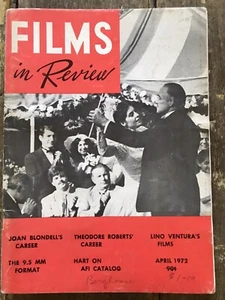 FILMS
in Review
JOAN BLONDELL'S
CAREER
THEODORE ROBERTS'
CAREER
LINO VENTURA'S
FILMS
THE 9.5 MM
FORMAT
HART ON
AFI CATALOG
APRIL 1972
90¢